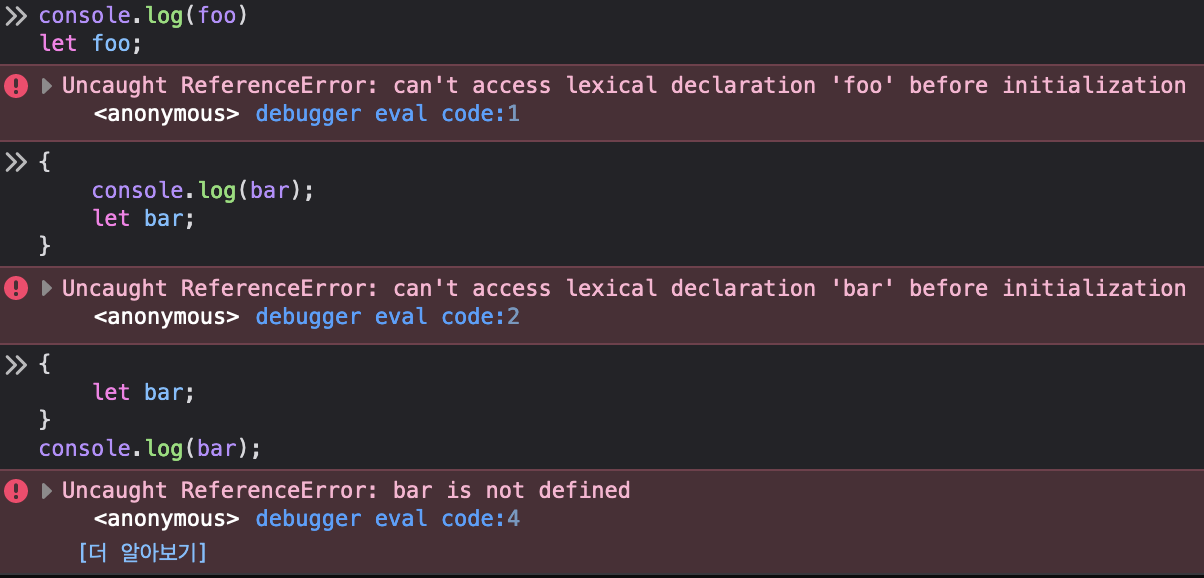 console.log(foo)
let foo;
Uncaught ReferenceError: can't access lexical declaration 'foo' before initialization
<anonymous> debugger eval code:1
{
console.log(bar);
let bar;
}
Uncaught ReferenceError: can't access lexical declaration 'bar' before initialization
<anonymous> debugger eval code:2
{
let bar;
}
console.log(bar);
Uncaught ReferenceError: bar is not defined
<anonymous> debugger eval code:4
[더 알아보기]